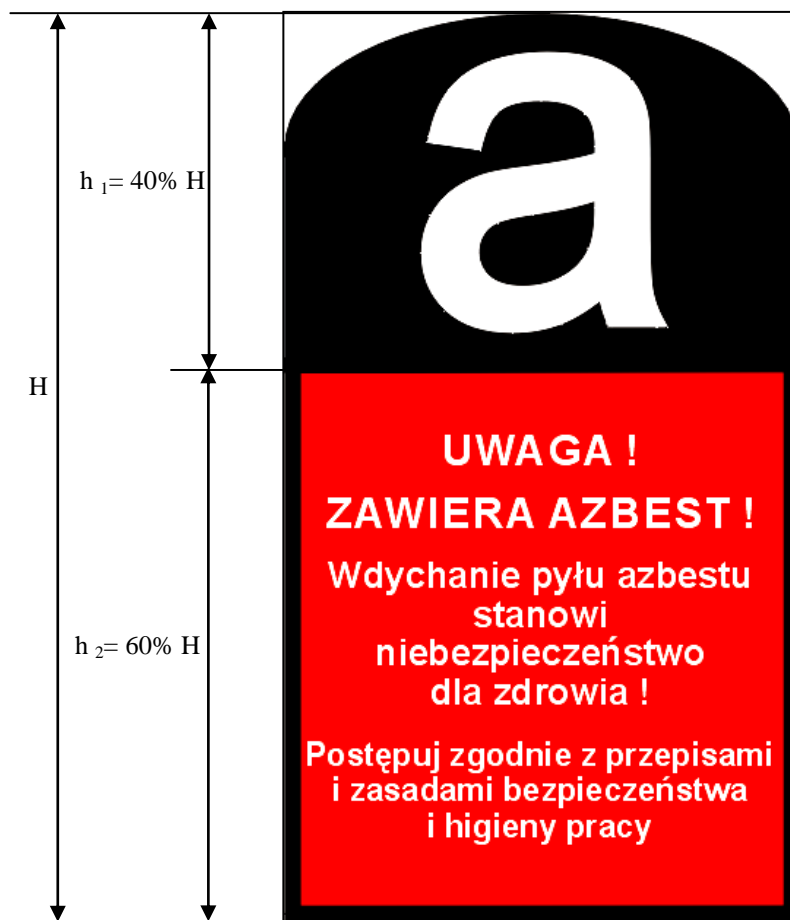 a
h 1= 40% H
H
UWAGA !
ZAWIERA AZBEST !
Wdychanie pyłu azbestu
stanowi
niebezpieczeństwo
dla zdrowia !
h 2= 60% H
Postępuj zgodnie z przepisami
i zasadami bezpieczeństwa
i higieny pracy